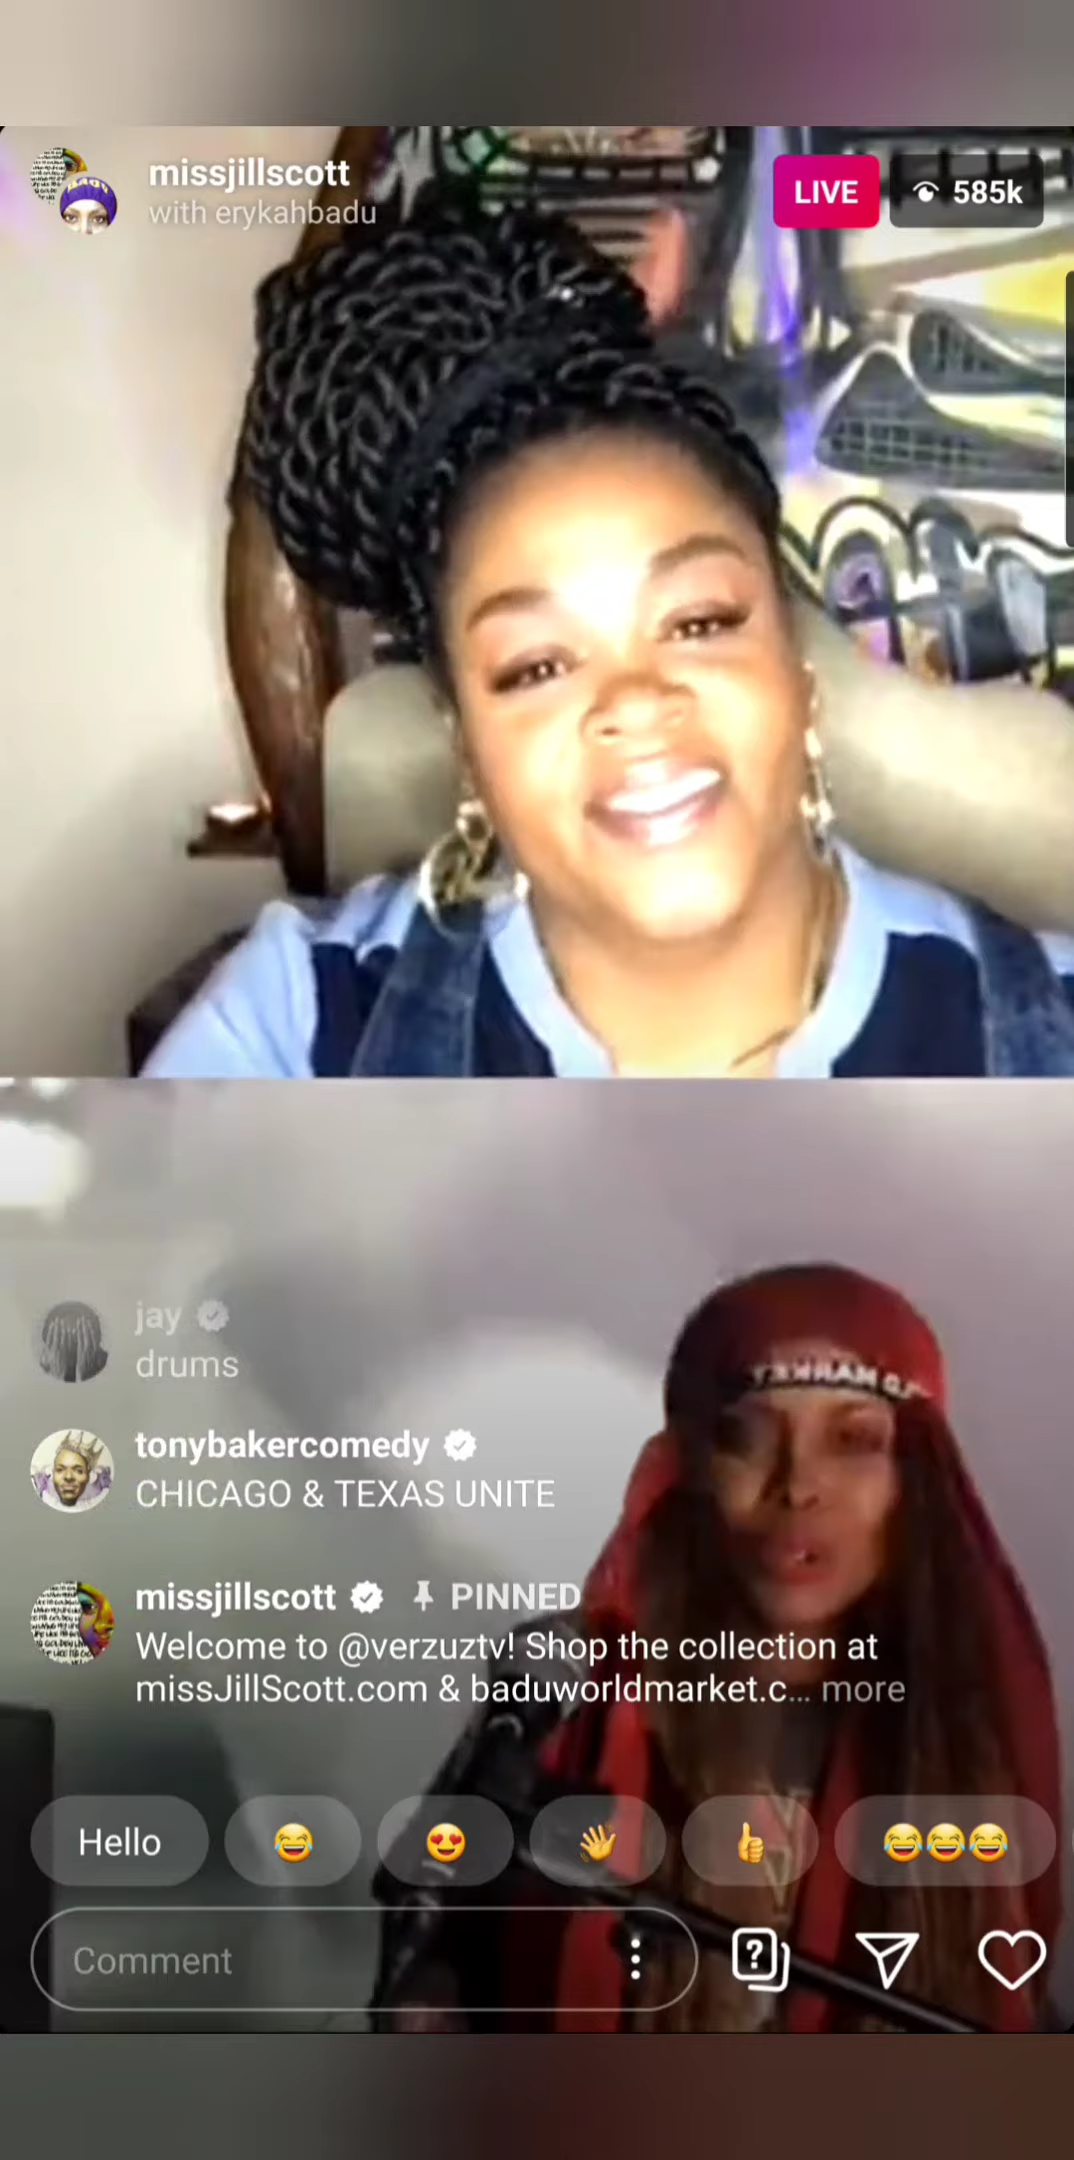 missjillscott
with erykahbadu
LIVE
585k
jay
drums
tonybakercomedy
CHICAGO & TEXAS UNITE
missjillscott PINNED
Welcome to @verzuztv! Shop the collection at
missJillScott.com & baduworldmarket.c... more
Hello
Comment